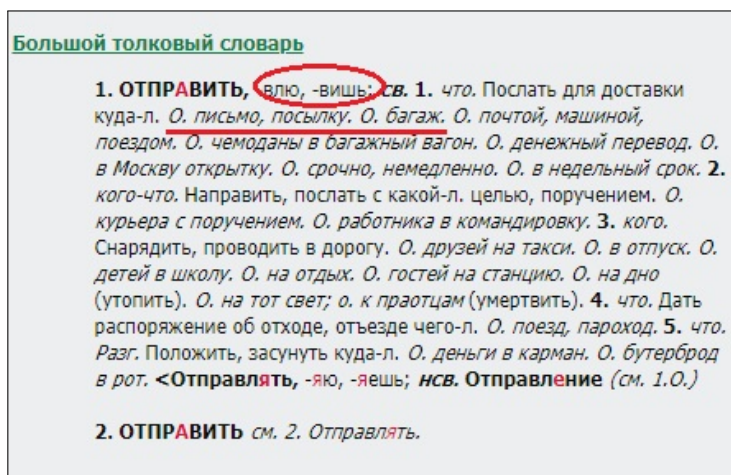 Большой толковый словарь
1. ОТПРАВИТЬ, влю, -вишь; св. 1. что. Послать для доставки
куда-л. О. письмо, посылку. О. багаж. О. почтой, машиной,
поездом. О. чемоданы в багажный вагон. О. денежный перевод. О.
в Москву открытку. О. срочно, немедленно. О. в недельный срок. 2.
кого-что. Направить, послать с какой-л. целью, поручением. О.
курьера с поручением. О. работника в командировку. 3. кого.
Снарядить, проводить в дорогу. О. друзей на такси. О. в отпуск. О.
детей в школу. О. на отдых. О. гостей на станцию. О. на дно
(утопить). О. на тот свет; о. к праотцам (умертвить). 4. что. Дать
распоряжение об отходе, отъезде чего-л. О. поезд, пароход. 5. что.
Разг. Положить, засунуть куда-л. О. деньги в карман. О. бутерброд
в рот. <Отправлять, -яю, -яешь; нсв. Отправление (см. 1.О.)
2. ОТПРАВИТЬ см. 2. Отправлять.